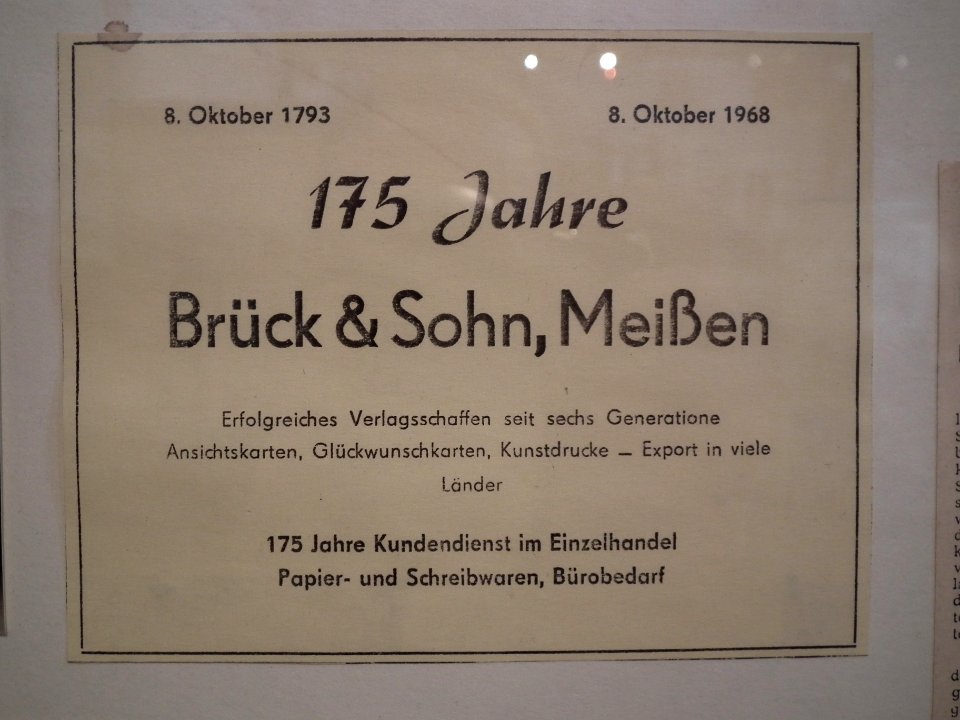 8. Oktober 1793 8. Oktober 1968
175 Jahre
Brück & Sohn, Meißen
Erfolgreiches Verlagsschaffen seit sechs Generatione
Ansichtskarten, Glückwunschkarten, Kunstdrucke – Export in viele
Länder
175 Jahre Kundendienst im Einzelhandel
Papier- und Schreibwaren, Bürobedarf